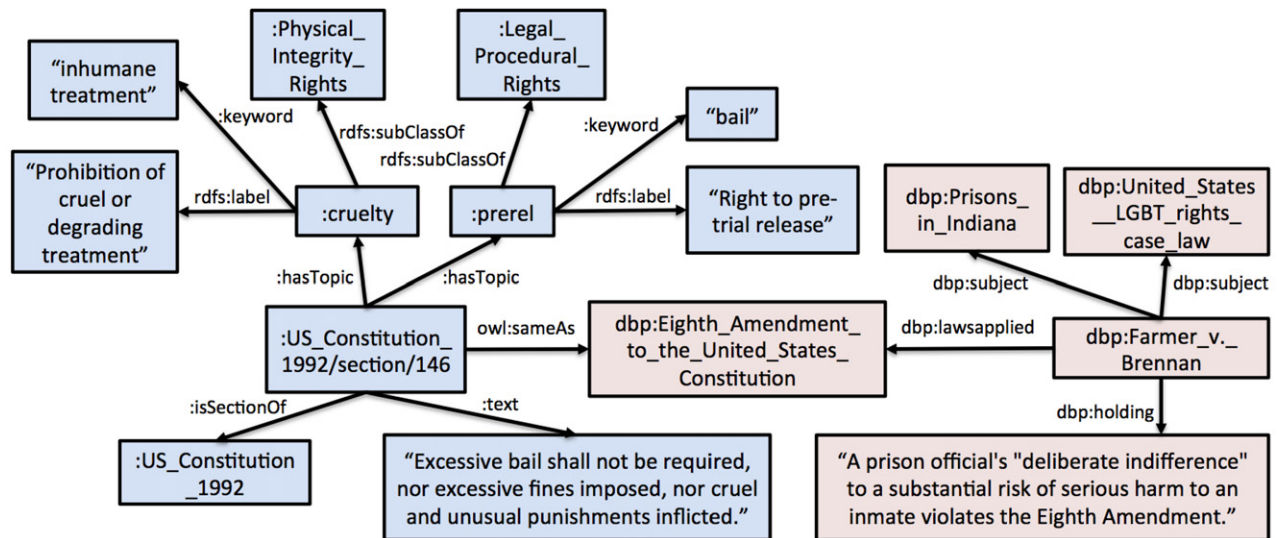 :Physical_
Integrity_
Rights
:Legal_
Procedural_
Rights
“inhumane
treatment”
:keyword
rdfs:subClassOf
rdfs:subClassOf
:keyword
“bail”
“Prohibition of
cruel or
degrading
treatment”
rdfs:label
:cruelty
:prerel
rdfs:label
“Right to pre-
trial release”
dbp:Prisons_
in_Indiana
dbp:United_States
__LGBT_rights_
case_law
:hasTopic
:hasTopic
dbp:subject
dbp:subject
:US_Constitution_
1992/section/146
owl:sameAs
dbp:Eighth_Amendment_
to_the_United_States_
Constitution
dbp:lawsapplied
dbp:Farmer_v._
Brennan
:isSectionOf
:text
dbp:holding
:US_Constitution
_1992
“Excessive bail shall not be required,
nor excessive fines imposed, nor cruel
and unusual punishments inflicted.”
“A prison official's "deliberate indifference"
to a substantial risk of serious harm to an
inmate violates the Eighth Amendment.”